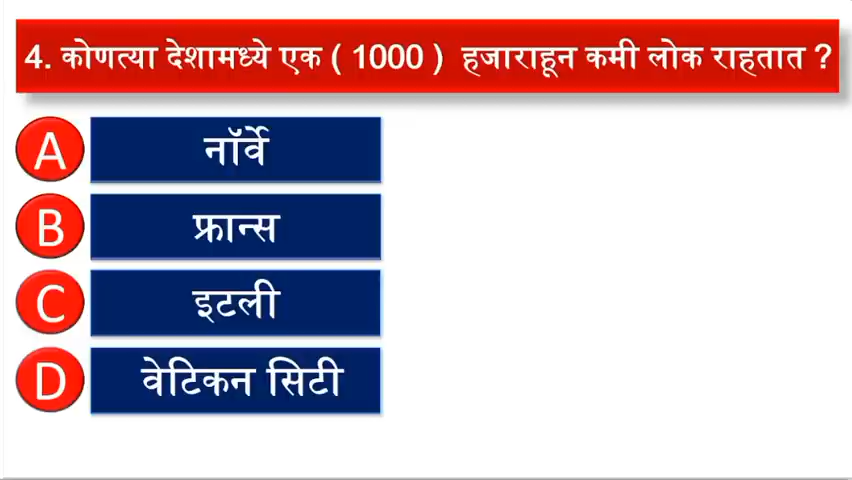 4. कोणत्या देशामध्ये एक ( 1000 ) हजाराहून कमी लोक राहतात ?
A नॉर्वे
B फ्रान्स
C इटली
D वेटिकन सिटी